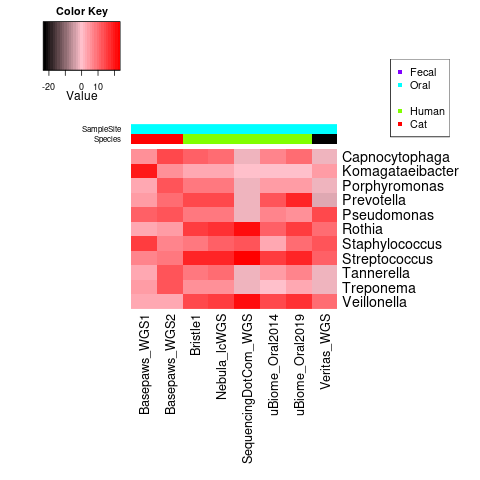 Color Key
-20 0 10
Value
Fecal
Oral
Human
Cat
SampleSite
Species
Capnocytophaga
Komagataeibacter
Porphyromonas
Prevotella
Pseudomonas
Rothia
Staphylococcus
Streptococcus
Tannerella
Treponema
Veillonella
Basepaws_WGS1
Basepaws_WGS2
Bristle1
Nebula_lcWGS
SequencingDotCom_WGS
uBiome_Oral2014
uBiome_Oral2019
Veritas_WGS